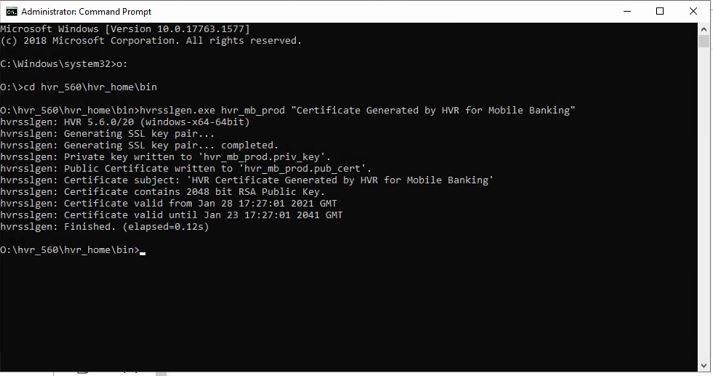 Administrator: Command Prompt
Microsoft Windows [Version 10.0.17763.1577]
(c) 2018 Microsoft Corporation. All rights reserved.
C:\Windows\system32>o:
O:\>cd hvr_560\hvr_home\bin
O:\hvr_560\hvr_home\bin>hvrsslgen.exe hvr_mb_prod "Certificate Generated by HVR for Mobile Banking"
hvrsslgen: HVR 5.6.0/20 (windows-x64-64bit)
hvrsslgen: Generating SSL key pair...
hvrsslgen: Generating SSL key pair... completed.
hvrsslgen: Private key written to 'hvr_mb_prod.priv_key'.
hvrsslgen: Public Certificate written to 'hvr_mb_prod.pub_cert'.
hvrsslgen: Certificate subject: 'HVR Certificate Generated by HVR for Mobile Banking'
hvrsslgen: Certificate contains 2048 bit RSA Public Key.
hvrsslgen: Certificate valid from Jan 28 17:27:01 2021 GMT
hvrsslgen: Certificate valid until Jan 23 17:27:01 2041 GMT
hvrsslgen: Finished. (elapsed=0.12s)
O:\hvr_560\hvr_home\bin>